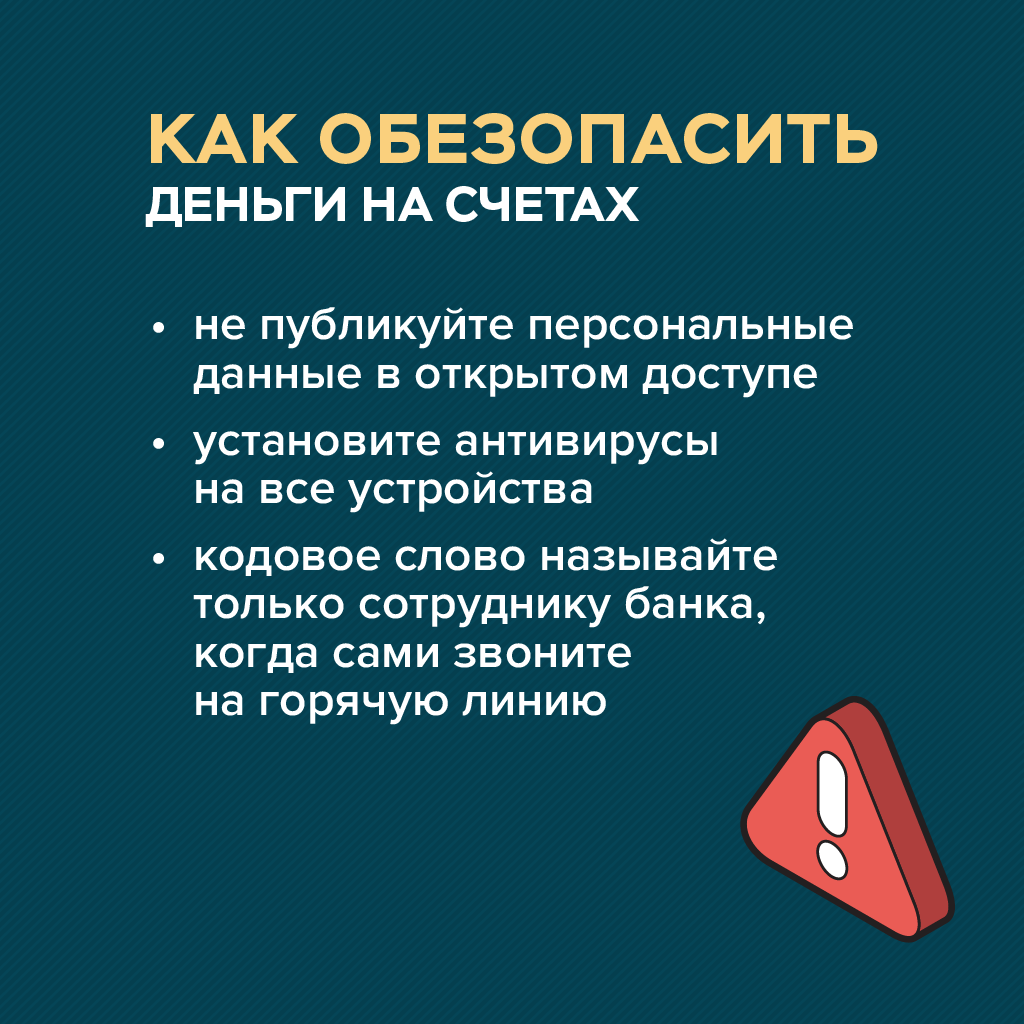 КАК ОБЕЗОПАСИТЬ
ДЕНЬГИ НА СЧЕТАХ
• не публикуйте персональные
данные в открытом доступе
• установите антивирусы
на все устройства
• кодовое слово называйте
только сотруднику банка,
когда сами звоните
на горячую линию